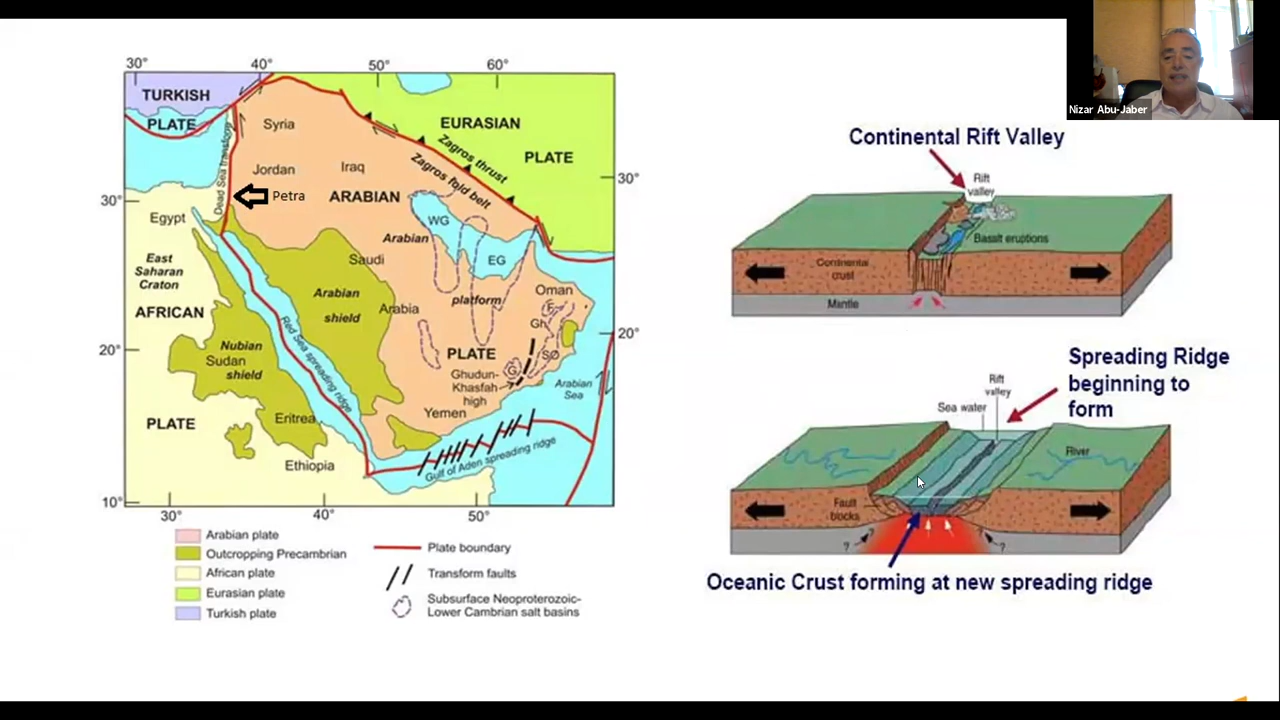 Nizar Abu-Jaber
30° 40° 50° 60°
TURKISH
PLATE
Syria
EURASIAN
PLATE
Zagros thrust
Zagros fold belt
Dead Sea transform
Jordan
Iraq
30°
30°
Petra
ARABIAN
Egypt
WG
Arabian
EG
East
Saharan
Craton
Saudi
Arabian
shield
Arabia
platform
Oman
F
AFRICAN
Gh
20°
20°
Nubian
Sudan
shield
Red Sea spreading ridge
PLATE
SO
G
Ghudun-
Khasfah
high
Arabian
Sea
PLATE
Eritrea
Yemen
Gulf of Aden spreading ridge
Ethiopia
10°
30° 40° 50°
Arabian plate
Outcropping Precambrian
African plate
Eurasian plate
Turkish plate
Plate boundary
Transform faults
Subsurface Neoproterozoic-
Lower Cambrian salt basins
Continental Rift Valley
Rift
valley
Basalt eruptions
Continental
crust
Mantle
Spreading Ridge
beginning to
form
Rift
valley
Sea water
River
Fault
blocks
? ?
Oceanic Crust forming at new spreading ridge